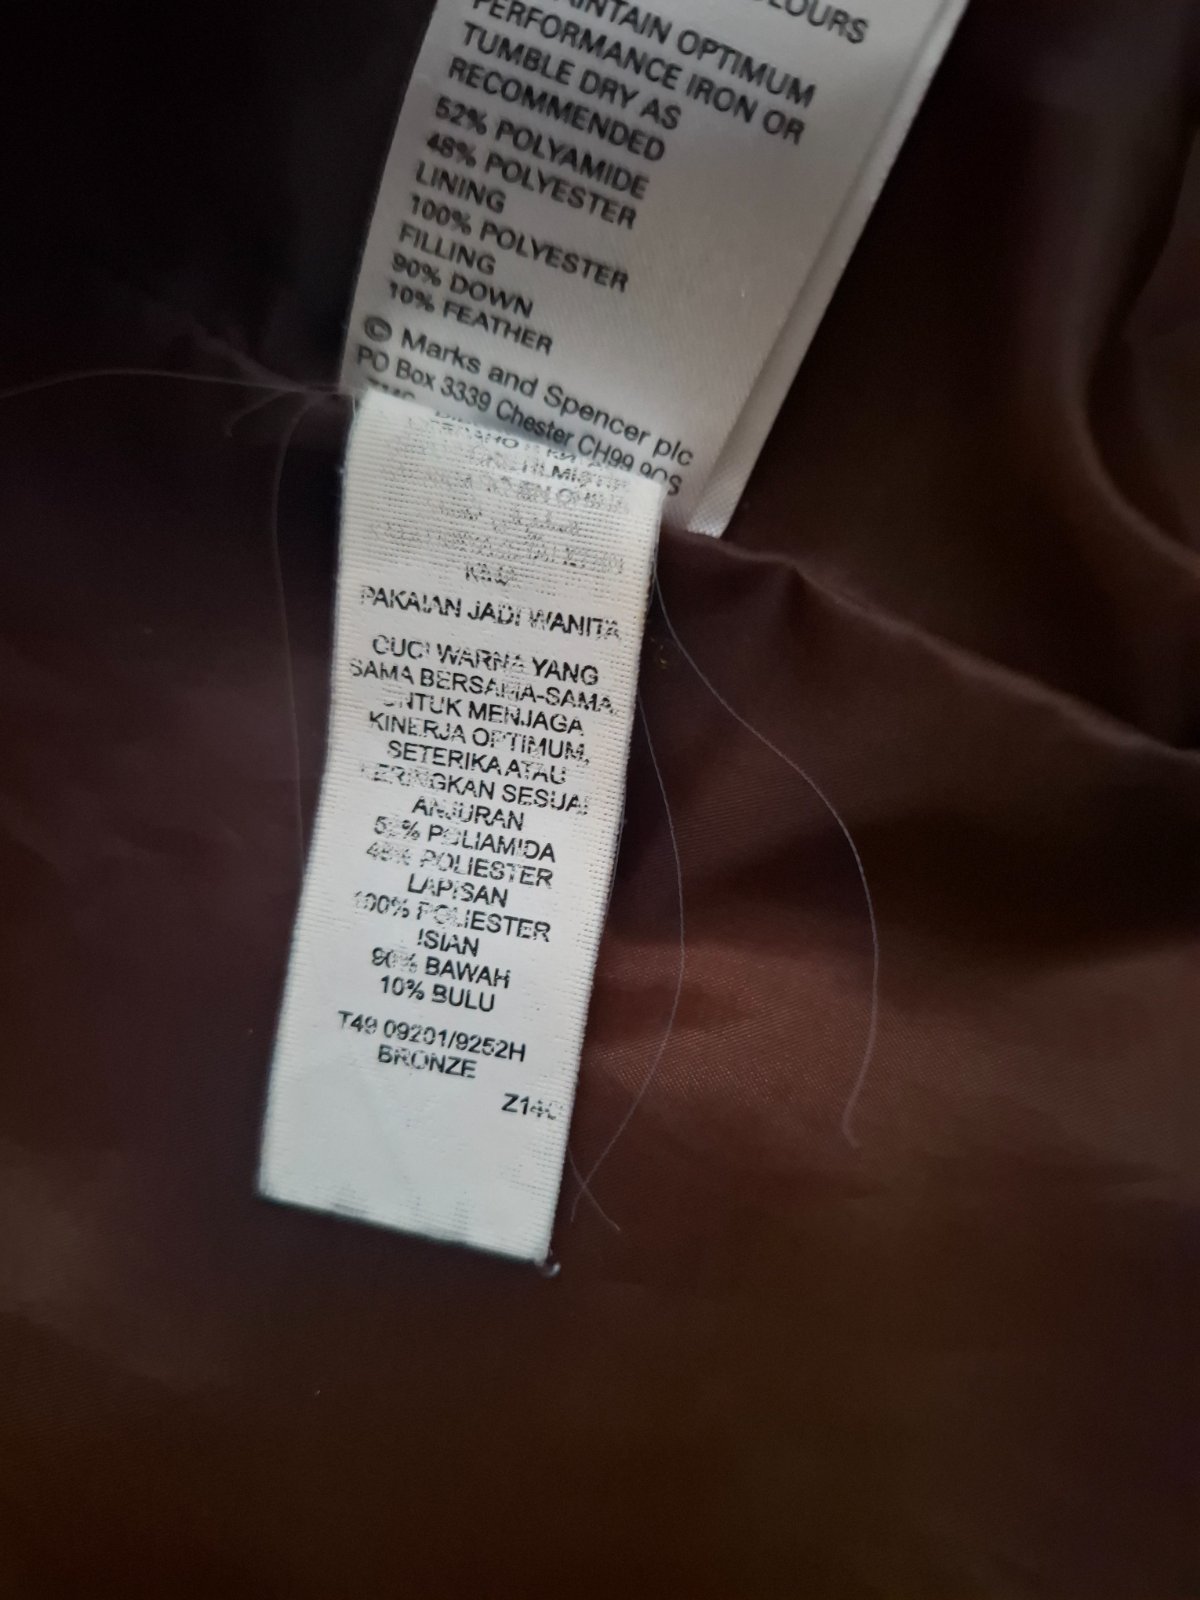 OLOURS
AINTAIN OPTIMUM
PERFORMANCE IRON OR
TUMBLE DRY AS
RECOMMENDED
52% POLYAMIDE
48% POLYESTER
LINING
100% POLYESTER
FILLING
90% DOWN
10% FEATHER
© Marks and Spencer plc
PO Box 3339 Chester CH99 9QS
PAKAIAN JADI WANITA
CUCI WARNA YANG
SAMA BERSAMA-SAMA.
UNTUK MENJAGA
KINERJA OPTIMUM,
SETERIKA ATAU
KERINGKAN SESUAI
ANJURAN
52% POLIAMIDA
48% POLIESTER
LAPISAN
100% POLIESTER
ISIAN
90% BAWAH
10% BULU
T49 09201/9252H
BRONZE